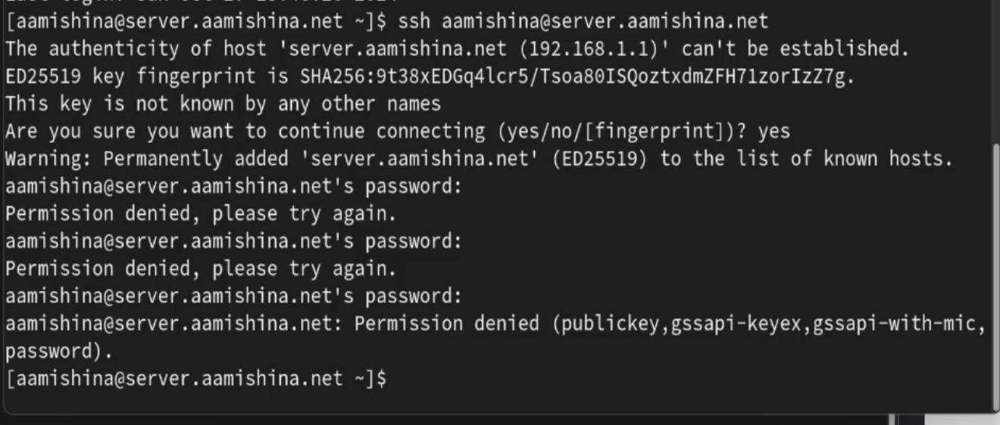 [aamishina@server.aamishina.net ~]$ ssh aamishina@server.aamishina.net
The authenticity of host 'server.aamishina.net (192.168.1.1)' can't be established.
ED25519 key fingerprint is SHA256:9t38xEDGq4lcr5/Tsoa80ISQoztxdmZFH71zorIzZ7g.
This key is not known by any other names
Are you sure you want to continue connecting (yes/no/[fingerprint])? yes
Warning: Permanently added 'server.aamishina.net' (ED25519) to the list of known hosts.
aamishina@server.aamishina.net's password:
Permission denied, please try again.
aamishina@server.aamishina.net's password:
Permission denied, please try again.
aamishina@server.aamishina.net's password:
aamishina@server.aamishina.net: Permission denied (publickey,gssapi-keyex,gssapi-with-mic,
password).
[aamishina@server.aamishina.net ~]$